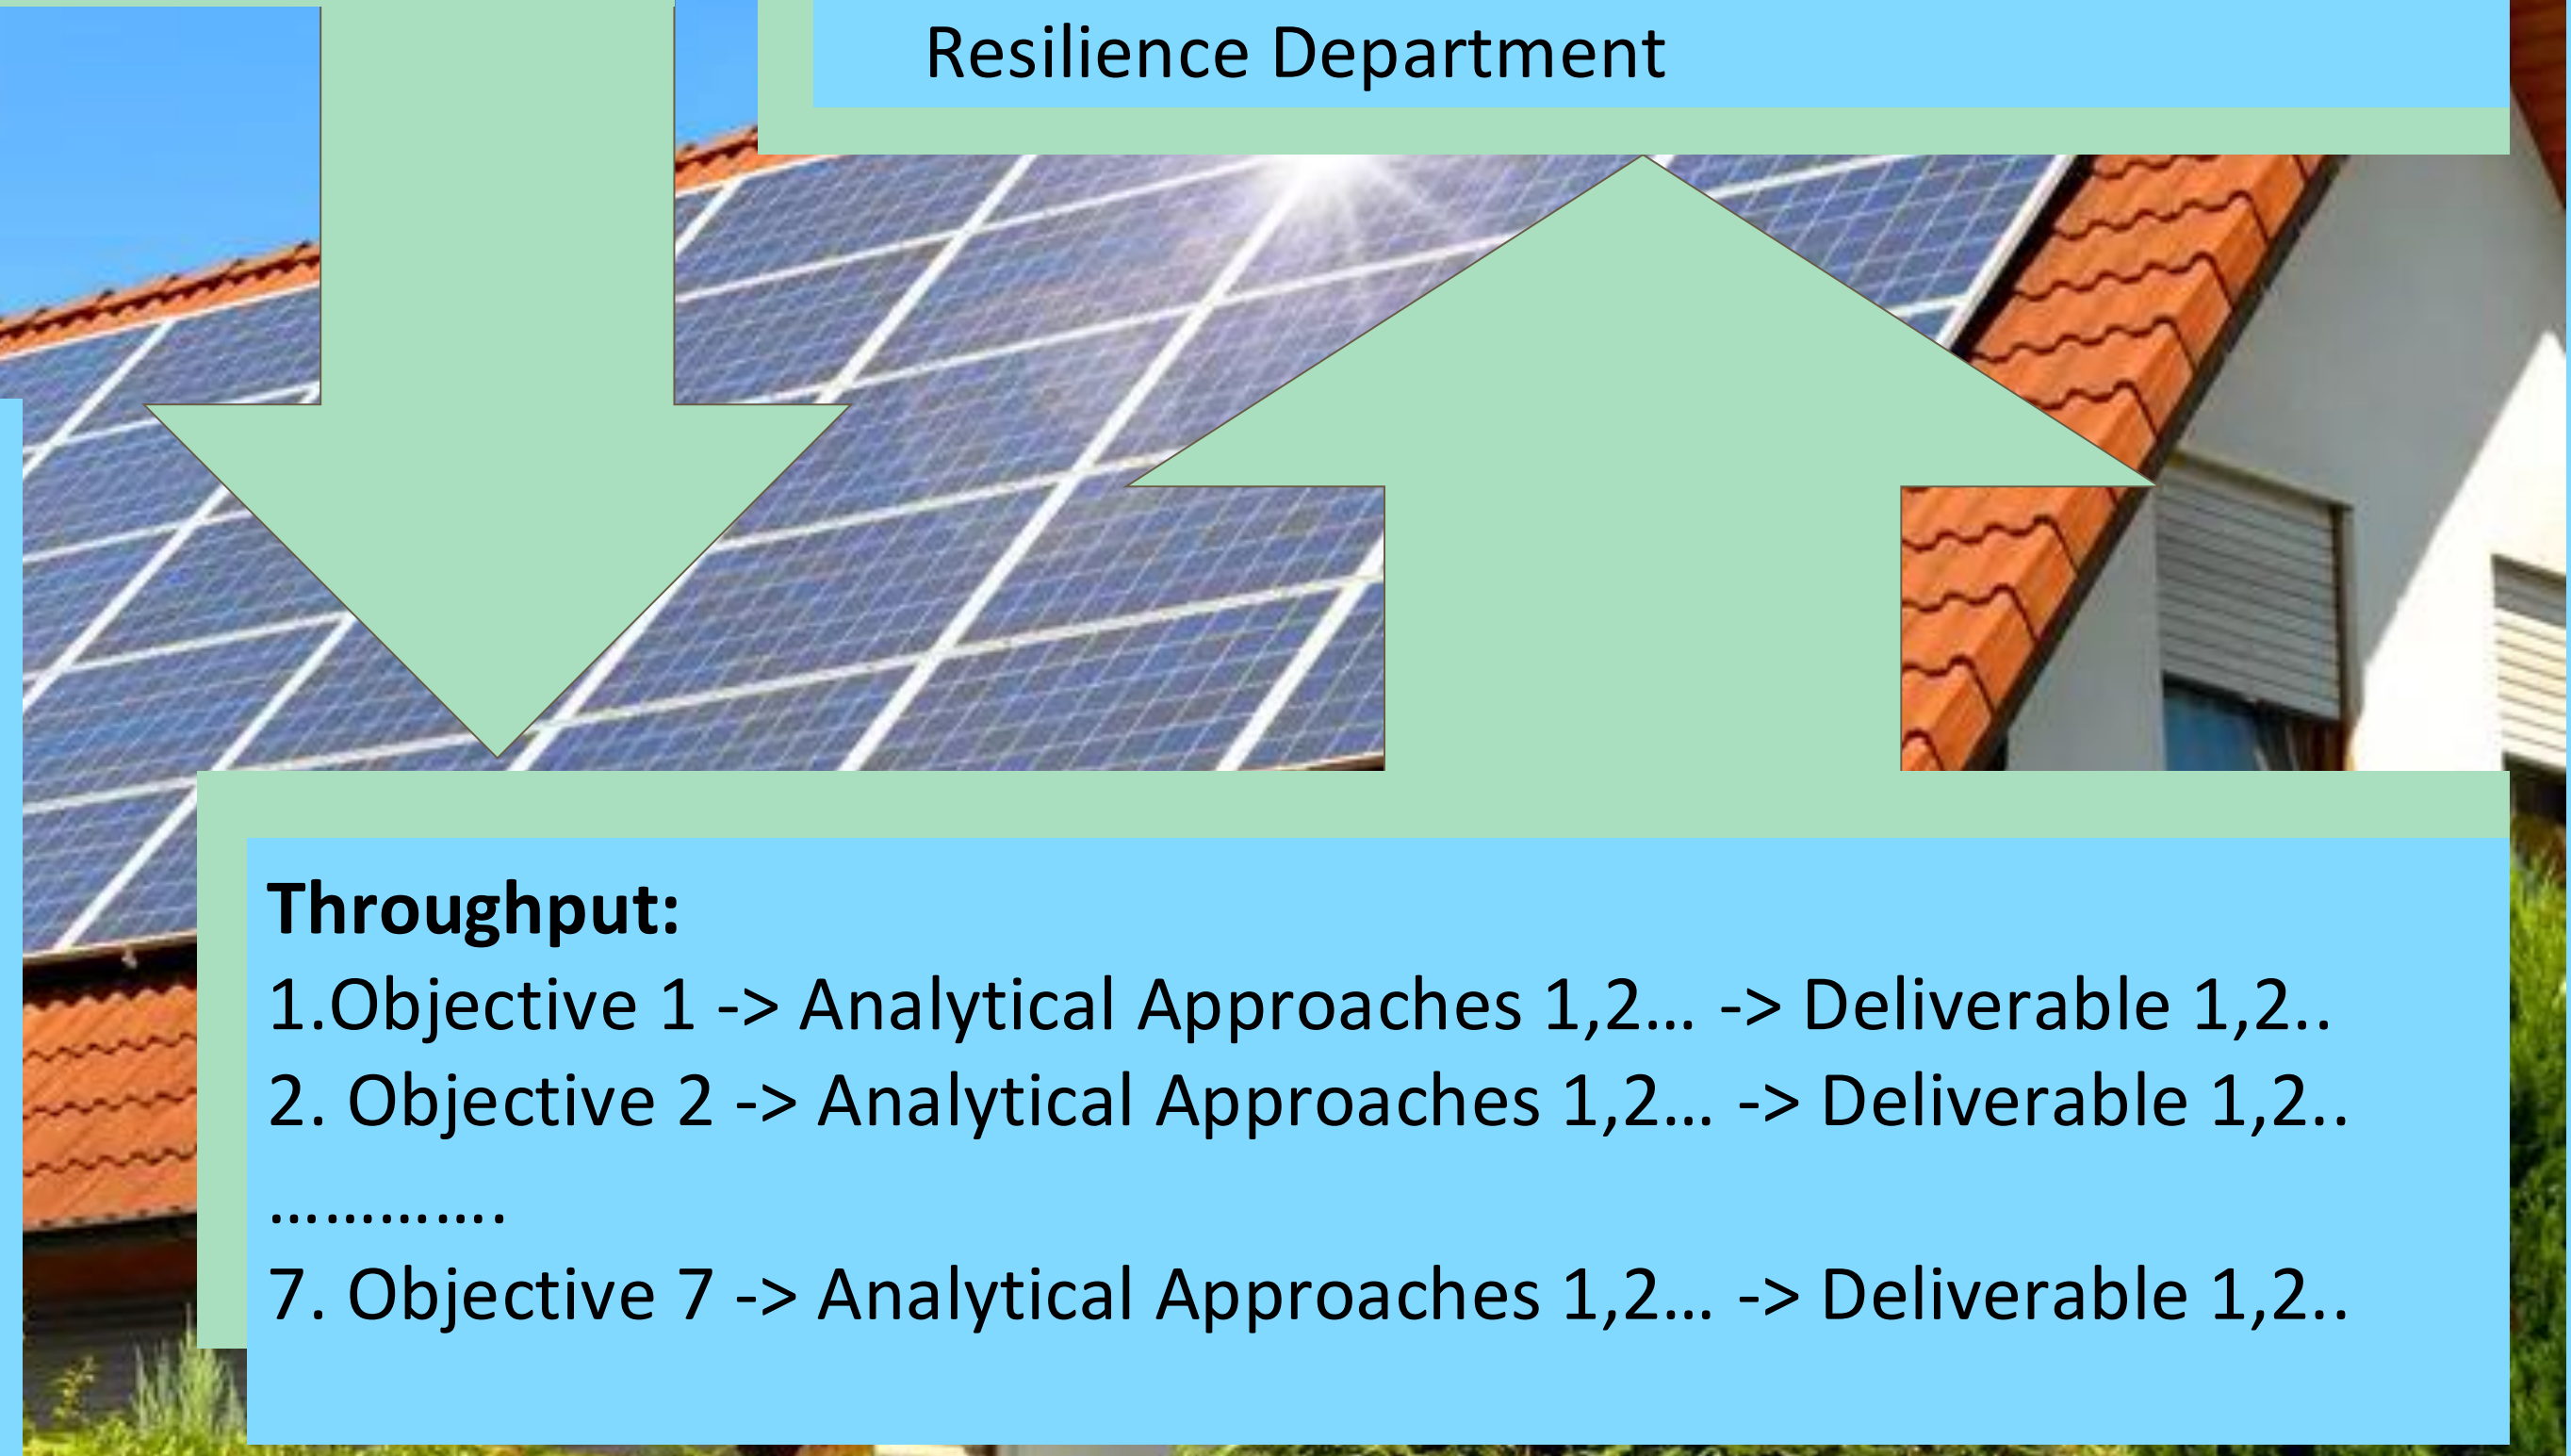 Resilience Department
Throughput:
1.Objective 1 -> Analytical Approaches 1,2... -> Deliverable 1,2..
2. Objective 2 -> Analytical Approaches 1,2... -> Deliverable 1,2..
.............
7. Objective 7 -> Analytical Approaches 1,2... -> Deliverable 1,2..